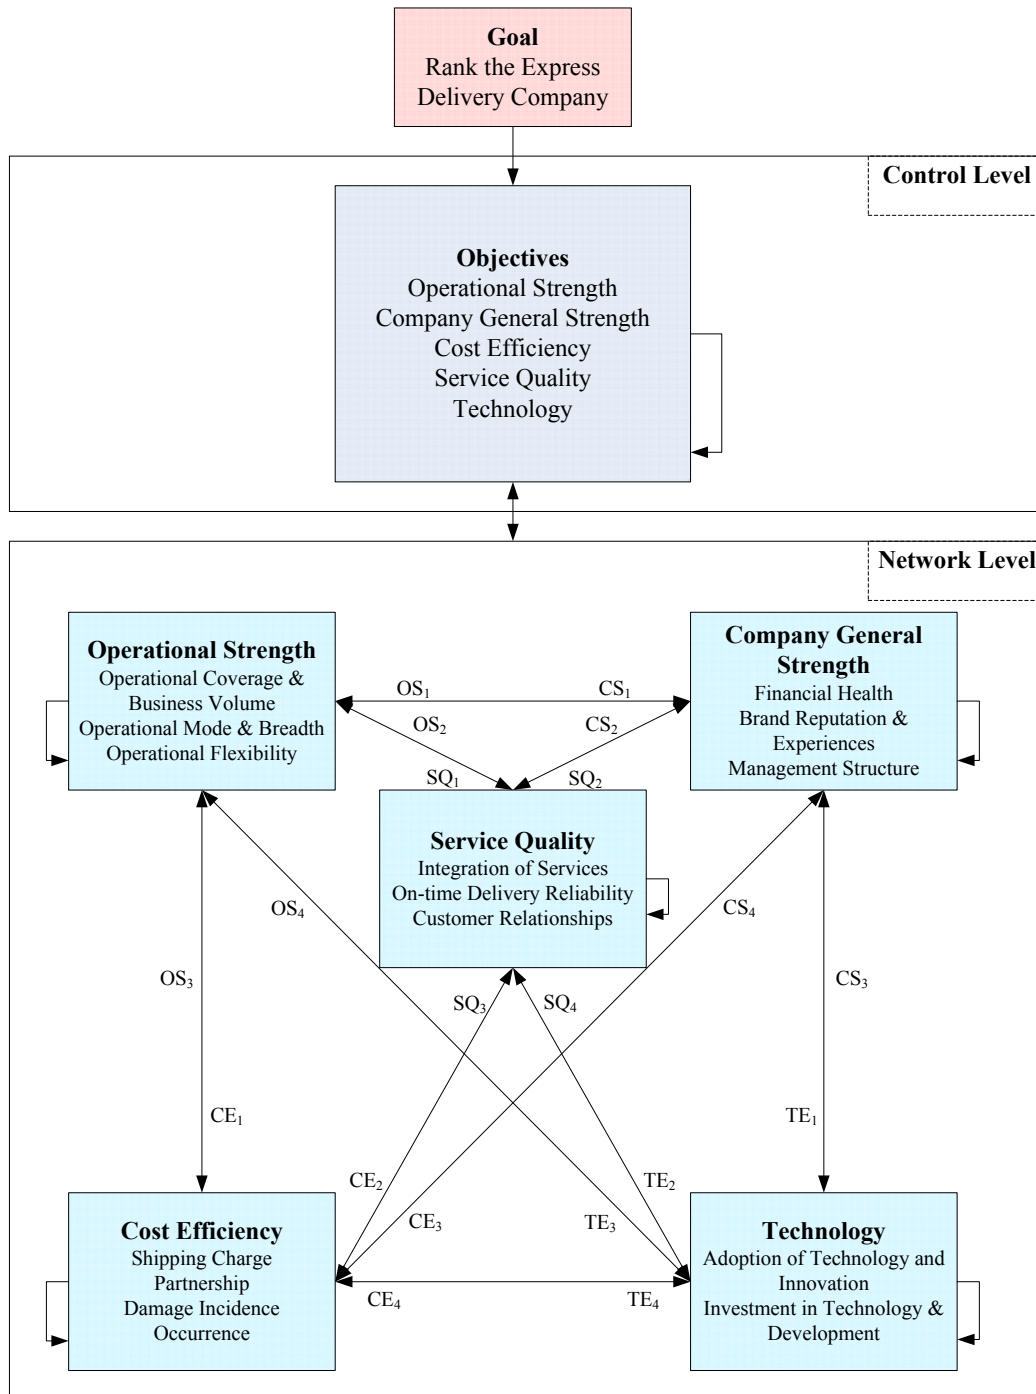 Goal
Rank the Express
Delivery Company
Control Level
Objectives
Operational Strength
Company General Strength
Cost Efficiency
Service Quality
Technology
Network Level
Operational Strength
Operational Coverage &
Business Volume
Operational Mode & Breadth
Operational Flexibility
Company General
Strength
Financial Health
Brand Reputation &
Experiences
Management Structure
OS₁
CS₁
OS₂
CS₂
SQ₁
SQ₂
Service Quality
Integration of Services
On-time Delivery Reliability
Customer Relationships
OS₄
CS₄
OS₃
CS₃
SQ₃
SQ₄
CE₁
TE₁
CE₂
TE₂
CE₃
TE₃
Cost Efficiency
Shipping Charge
Partnership
Damage Incidence
Occurrence
CE₄
TE₄
Technology
Adoption of Technology and
Innovation
Investment in Technology &
Development